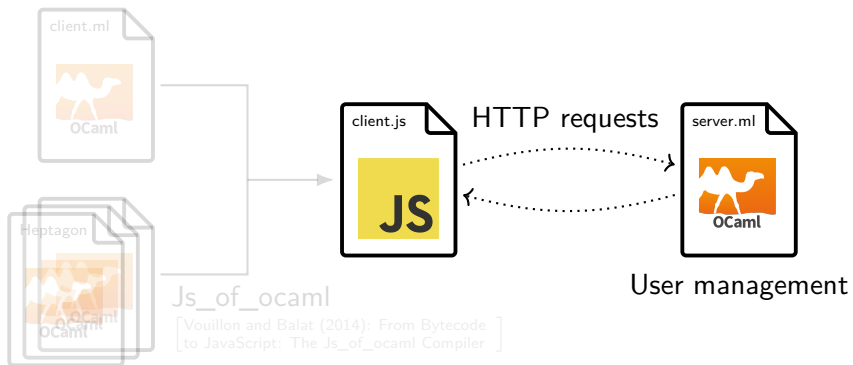 client.ml
OCaml
client.js
JS
HTTP requests
server.ml
OCaml
User management
Heptagon
OCaml
OCaml
OCaml
Js_of_ocaml
[Vouillon and Balat (2014): From Bytecode
to JavaScript: The Js_of_ocaml Compiler]